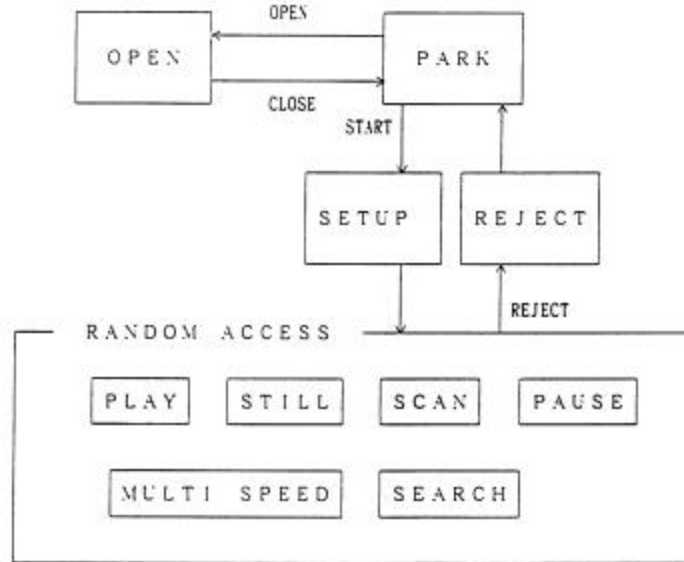 OPEN
OPEN
PARK
CLOSE
START
SETUP
REJECT
REJECT
RANDOM ACCESS
PLAY
STILL
SCAN
PAUSE
MULTI SPEED
SEARCH